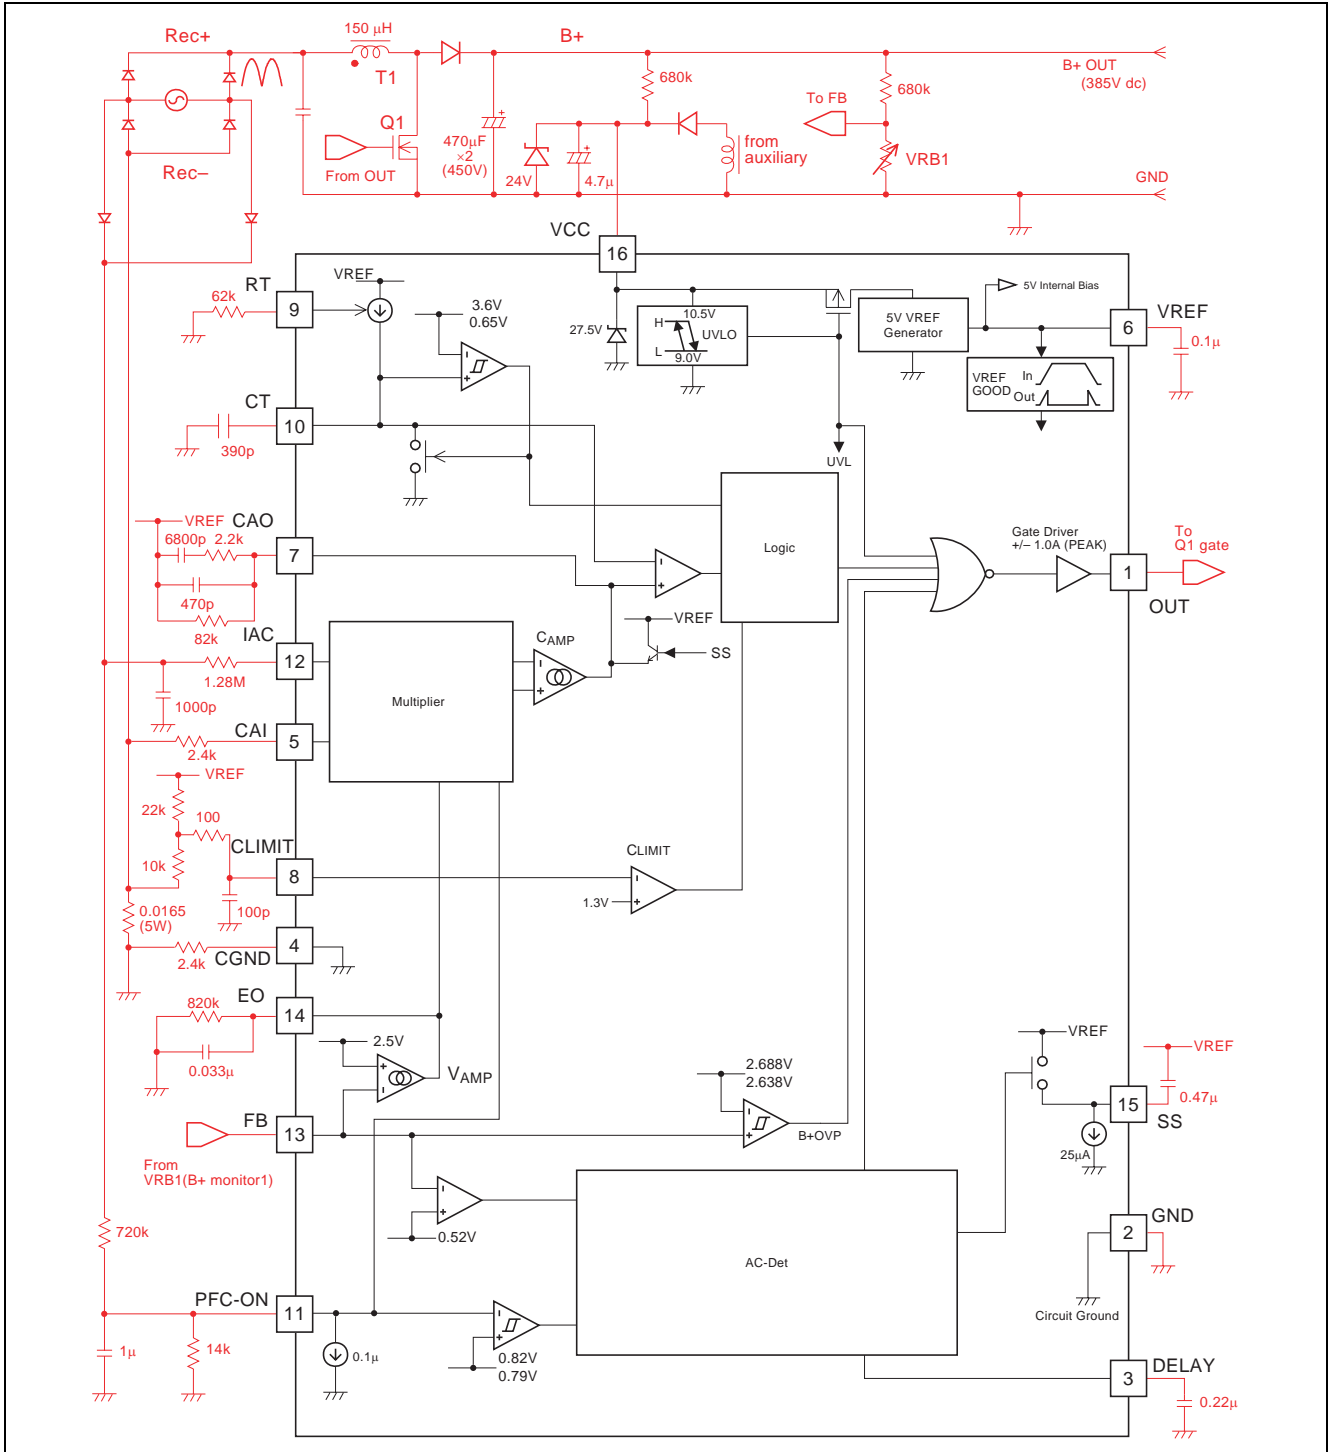 150 μH
Rec+
B+
T1
680k
680k
B+ OUT
(385V dc)
To FB
Q1
470μF
×2
(450V)
From OUT
Rec–
24V
4.7μ
from
auxiliary
VRB1
GND
VCC
16
RT
62k
9
VREF
3.6V
0.65V
27.5V
10.5V
H
UVLO
L
9.0V
5V VREF
Generator
5V Internal Bias
VREF
6
0.1μ
VREF
GOOD
In
Out
CT
10
390p
UVL
VREF
CAO
6800p
2.2k
7
470p
82k
Logic
Gate Driver
+/– 1.0A (PEAK)
To
Q1 gate
1
OUT
IAC
12
1.28M
1000p
Multiplier
CAMP
VREF
SS
CAI
5
2.4k
VREF
22k
100
10k
CLIMIT
8
100p
CLIMIT
1.3V
0.0165
(5W)
4
CGND
2.4k
EO
820k
14
0.033μ
2.5V
VAMP
2.688V
2.638V
B+OVP
VREF
VREF
15
SS
0.47μ
25μA
FB
13
From
VRB1(B+ monitor1)
0.52V
720k
AC-Det
GND
2
Circuit Ground
PFC-ON
11
1μ
14k
0.1μ
0.82V
0.79V
DELAY
3
0.22μ